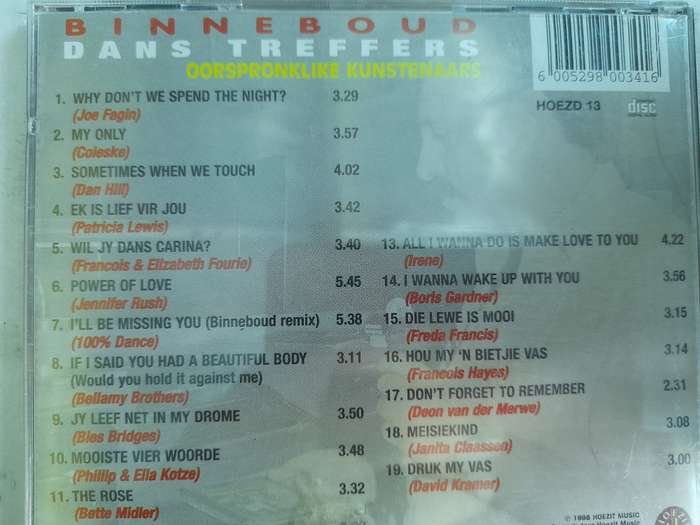 BINNEBOUD
DANS TREFFERS
OORSPRONKLIKE KUNSTENAARS
6 005298 003416
HOEZD 13
disc
1. WHY DON'T WE SPEND THE NIGHT? 3.29
(Joe Fagin)
2. MY ONLY 3.57
(Coleske)
3. SOMETIMES WHEN WE TOUCH 4.02
(Dan Hill)
4. EK IS LIEF VIR JOU 3.42
(Patricia Lewis)
5. WIL JY DANS CARINA? 3.40
(Francois & Elizabeth Fourie)
6. POWER OF LOVE 5.45
(Jennifer Rush)
7. I'LL BE MISSING YOU (Binneboud remix) 5.38
(100% Dance)
8. IF I SAID YOU HAD A BEAUTIFUL BODY 3.11
(Would you hold it against me)
(Bellamy Brothers)
9. JY LEEF NET IN MY DROME 3.50
(Bles Bridges)
10. MOOISTE VIER WOORDE 3.48
(Phillip & Ella Kotze)
11. THE ROSE 3.32
(Bette Midler)
13. ALL I WANNA DO IS MAKE LOVE TO YOU 4.22
(Irene)
14. I WANNA WAKE UP WITH YOU 3.56
(Boris Gardner)
15. DIE LEWE IS MOOI 3.15
(Freda Francis)
16. HOU MY 'N BIETJIE VAS 3.14
(Francois Hayes)
17. DON'T FORGET TO REMEMBER 2.31
(Deon van der Merwe)
18. MEISIEKIND 3.08
(Janita Claassen)
19. DRUK MY VAS 3.00
(David Kramer)
℗ 1998 HOEZIT MUSIC
Hoezit Music